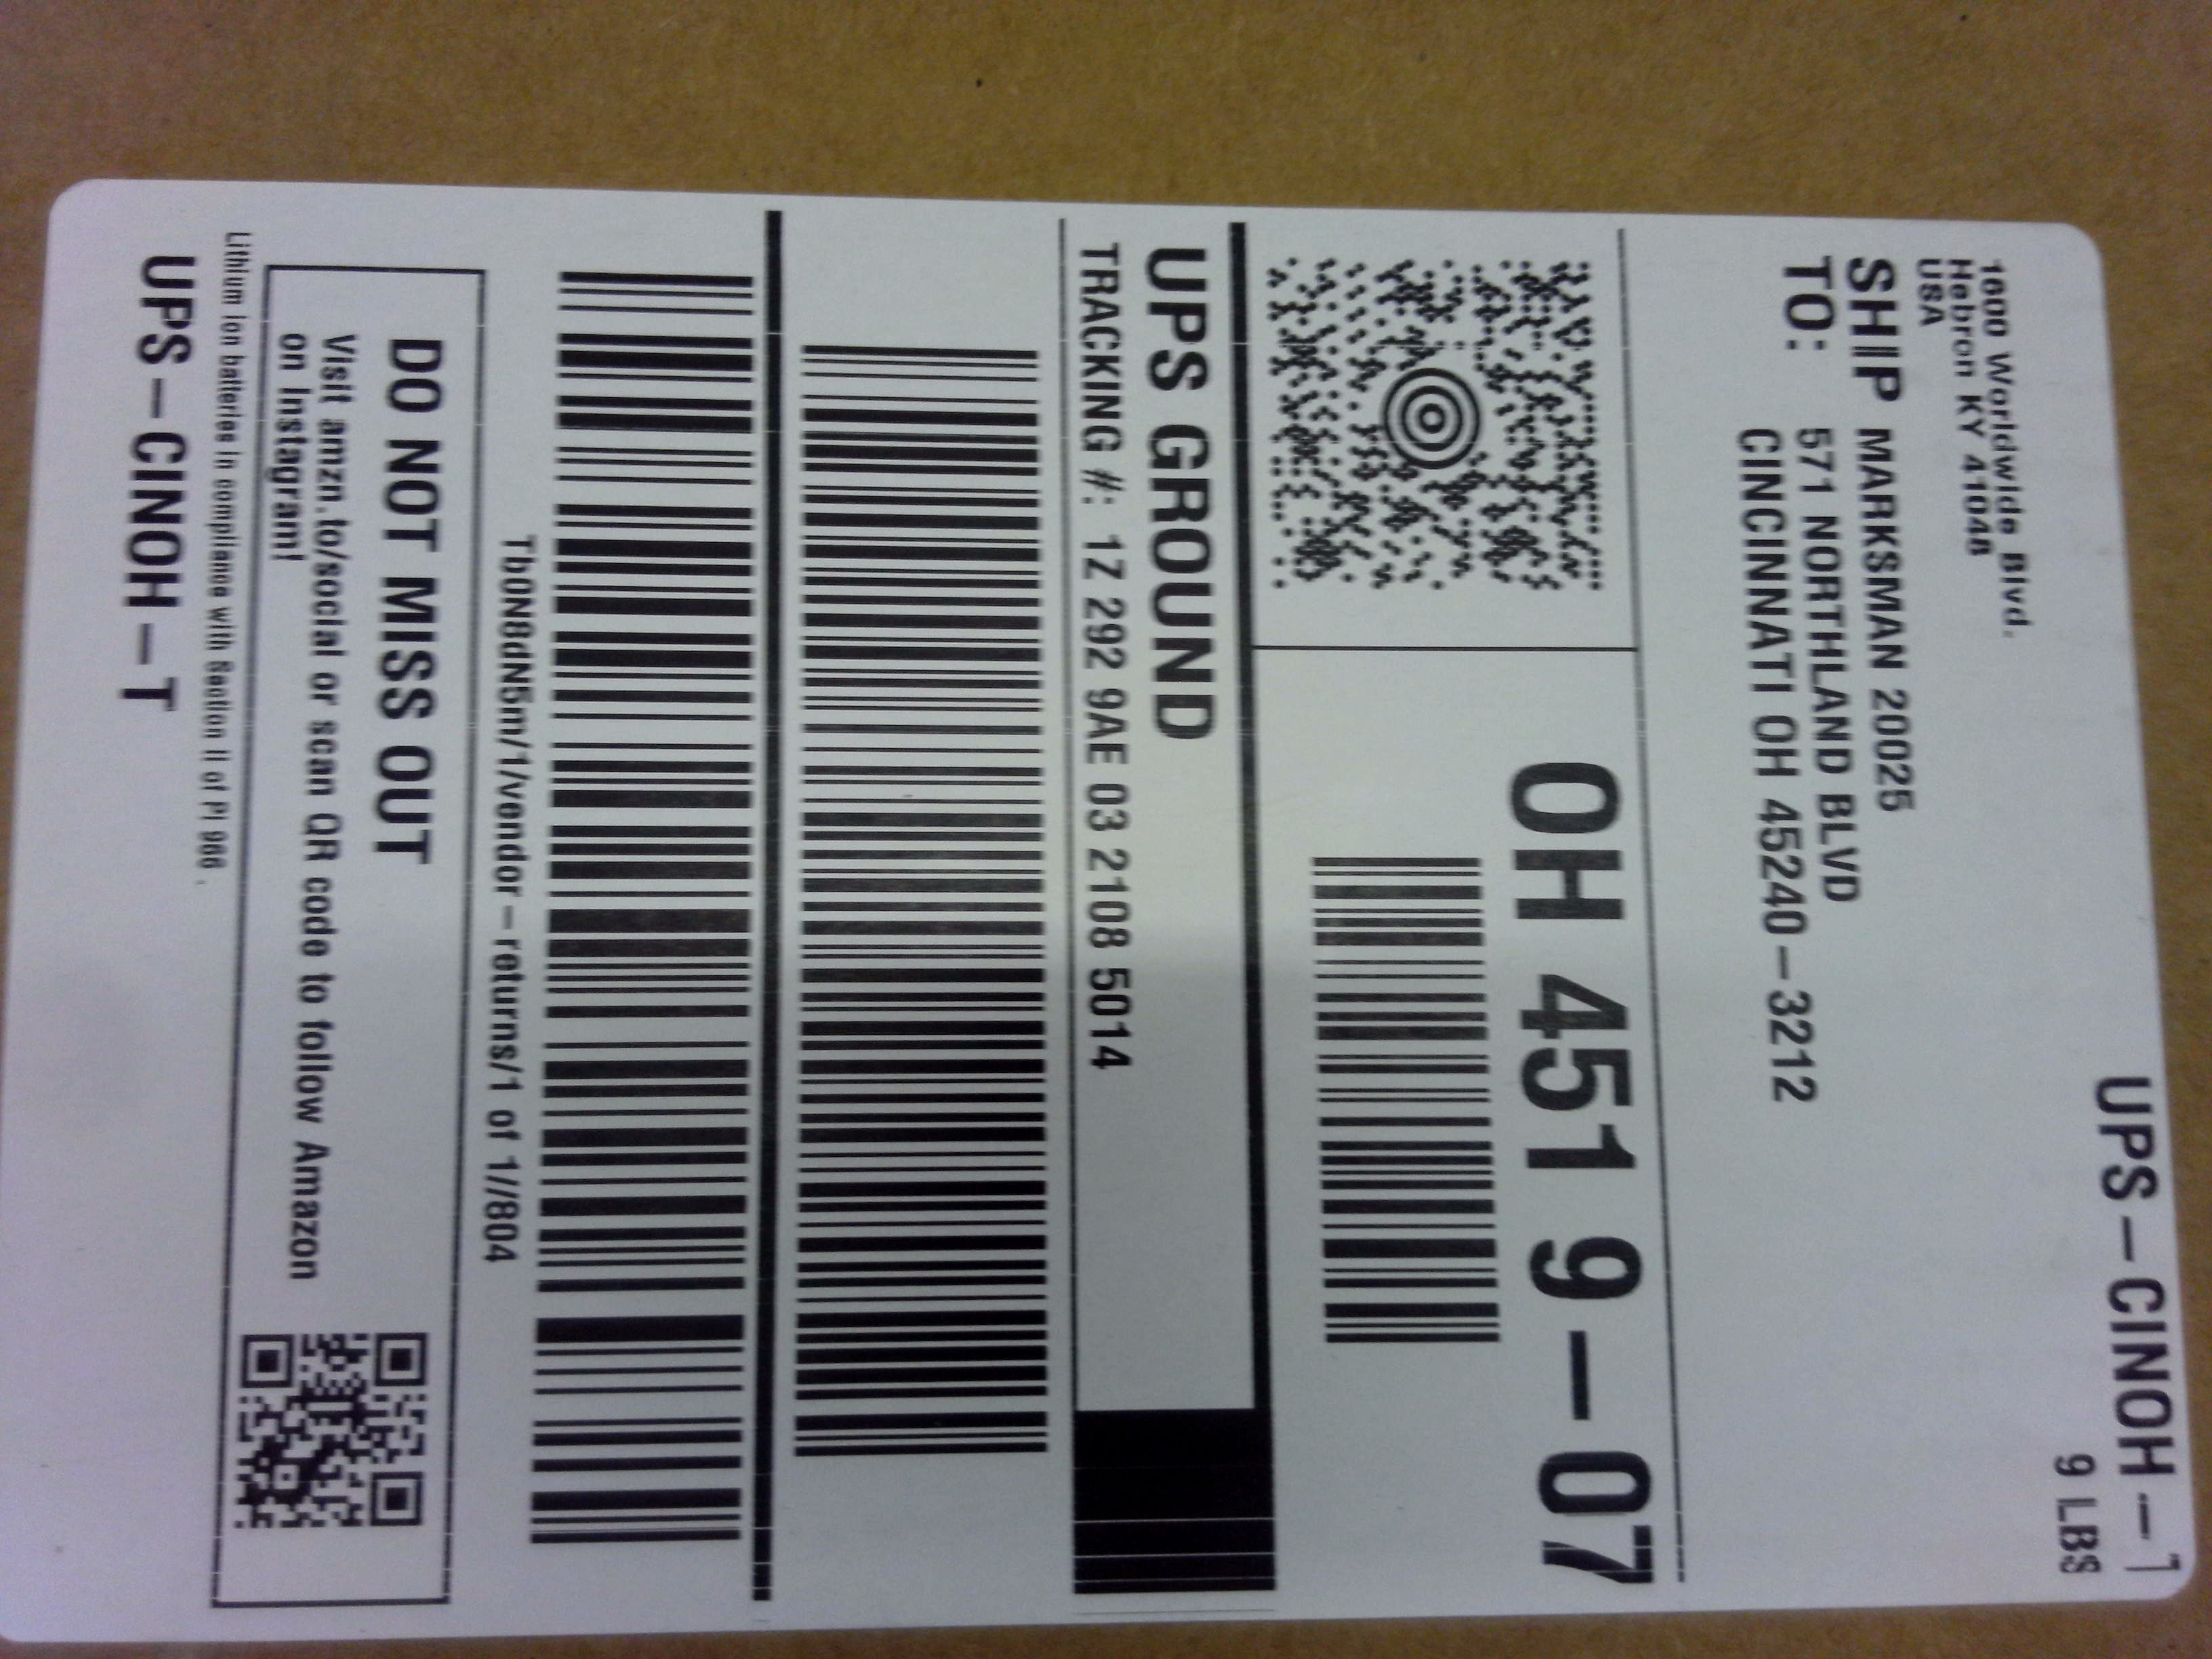 UPS-CINOH-T
9 LBS
1600 Worldwide Blvd.
Hebron KY 41048
USA
SHIP
TO:
MARKSMAN 20025
571 NORTHLAND BLVD
CINCINNATI OH 45240-3212
OH 451 9-07
UPS GROUND
TRACKING #: 1Z 292 9AE 03 2108 5014
Tb0N8dN5m/1/vendor-returns/1 of 1//804
DO NOT MISS OUT
Visit amzn.to/social or scan QR code to follow Amazon
on Instagram!
Lithium ion batteries in compliance with Section II of PI 966.
UPS-CINOH-T